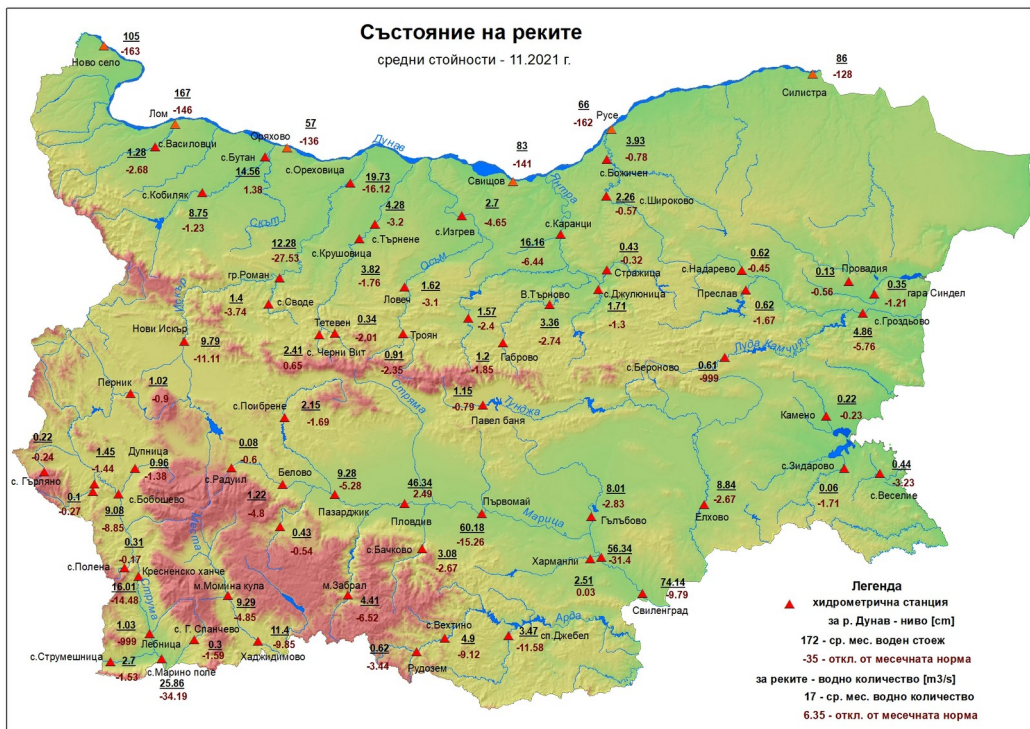 Състояние на реките
средни стойности - 11.2021 г.
105
-163
Ново село
167
-146
Лом
57
-136
Оряхово
83
-141
Свищов
66
-162
Русе
86
-128
Силистра
Дунав
с.Василовци
1.28
-2.68
с.Бутан
14.56
1.38
с.Ореховица
19.73
-16.12
с.Кобиляк
8.75
-1.23
Скът
4.28
-3.2
с.Търнене
с.Крушовица
3.82
-1.76
2.7
-4.65
с.Изгрев
Янтра
с.Каранци
16.16
-6.44
3.93
-0.78
с.Божичен
2.26
-0.57
с.Широково
12.28
-27.53
гр.Роман
1.4
-3.74
с.Своде
Искър
Осъм
1.62
-3.1
Ловеч
0.43
-0.32
Стражица
с.Джулюница
1.71
-1.3
В.Търново
3.36
-2.74
0.62
-0.45
с.Надарево
Преслав
0.62
-1.67
0.13
-0.56
Провадия
0.35
-1.21
гара Синдел
с.Гроздьово
4.86
-5.76
Нови Искър
9.79
-11.11
Тетевен
0.34
-2.01
с. Черни Вит
2.41
0.65
Троян
0.91
-2.35
1.57
-2.4
Габрово
1.2
-1.85
Луда Камчия
с.Бероново
0.61
-999
Перник
1.02
-0.9
с.Поибрене
2.15
-1.69
Стряма
1.15
-0.79
Павел баня
Тунджа
0.22
-0.23
Камено
0.22
-0.24
с. Гърляно
1.45
-1.44
Дупница
0.96
-1.38
0.1
-0.27
с.Бобошево
9.08
-8.85
0.08
-0.6
с.Радуил
Белово
1.22
-4.8
9.28
-5.28
Пазарджик
0.43
-0.54
46.34
2.49
Пловдив
Първомай
60.18
-15.26
Марица
8.01
-2.83
Гълъбово
8.84
-2.67
Елхово
с.Зидарово
0.06
-1.71
0.44
-3.23
с.Веселие
0.31
-0.17
с.Полена
Кресненско ханче
16.01
-14.48
Места
Струма
м.Момина кула
9.29
-4.85
с.Бачково
3.08
-2.67
м.Забрал
4.41
-6.52
Харманли
56.34
-31.4
2.51
0.03
74.14
-9.79
Свиленград
1.03
-999
Лебница
с. Г. Спанчево
0.3
-1.59
11.4
-9.85
Хаджидимово
с.Струмешница
2.7
-1.53
с.Марино поле
25.86
-34.19
0.62
-3.44
Рудозем
с.Вехтино
4.9
-9.12
Арда
3.47
-11.58
сп.Джебел
Легенда
хидрометрична станция
за р. Дунав - ниво [cm]
172 - ср. мес. воден стоеж
-35 - откл. от месечната норма
за реките - водно количество [m3/s]
17 - ср. мес. водно количество
6.35 - откл. от месечната норма